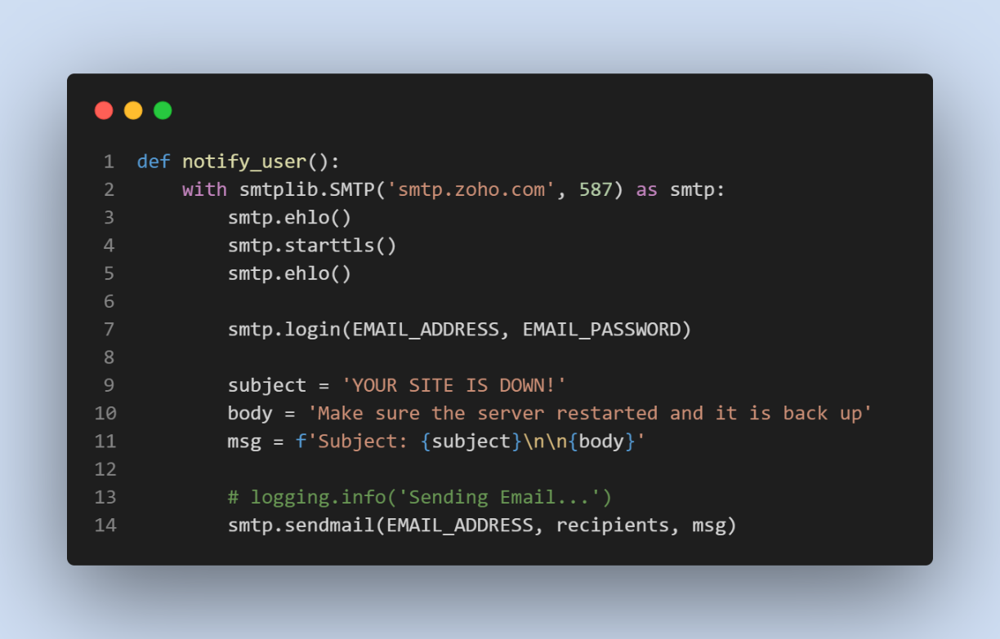 1 def notify_user():
2     with smtplib.SMTP('smtp.zoho.com', 587) as smtp:
3         smtp.ehlo()
4         smtp.starttls()
5         smtp.ehlo()
6
7         smtp.login(EMAIL_ADDRESS, EMAIL_PASSWORD)
8
9         subject = 'YOUR SITE IS DOWN!'
10         body = 'Make sure the server restarted and it is back up'
11         msg = f'Subject: {subject}\n\n{body}'
12
13         # logging.info('Sending Email...')
14         smtp.sendmail(EMAIL_ADDRESS, recipients, msg)